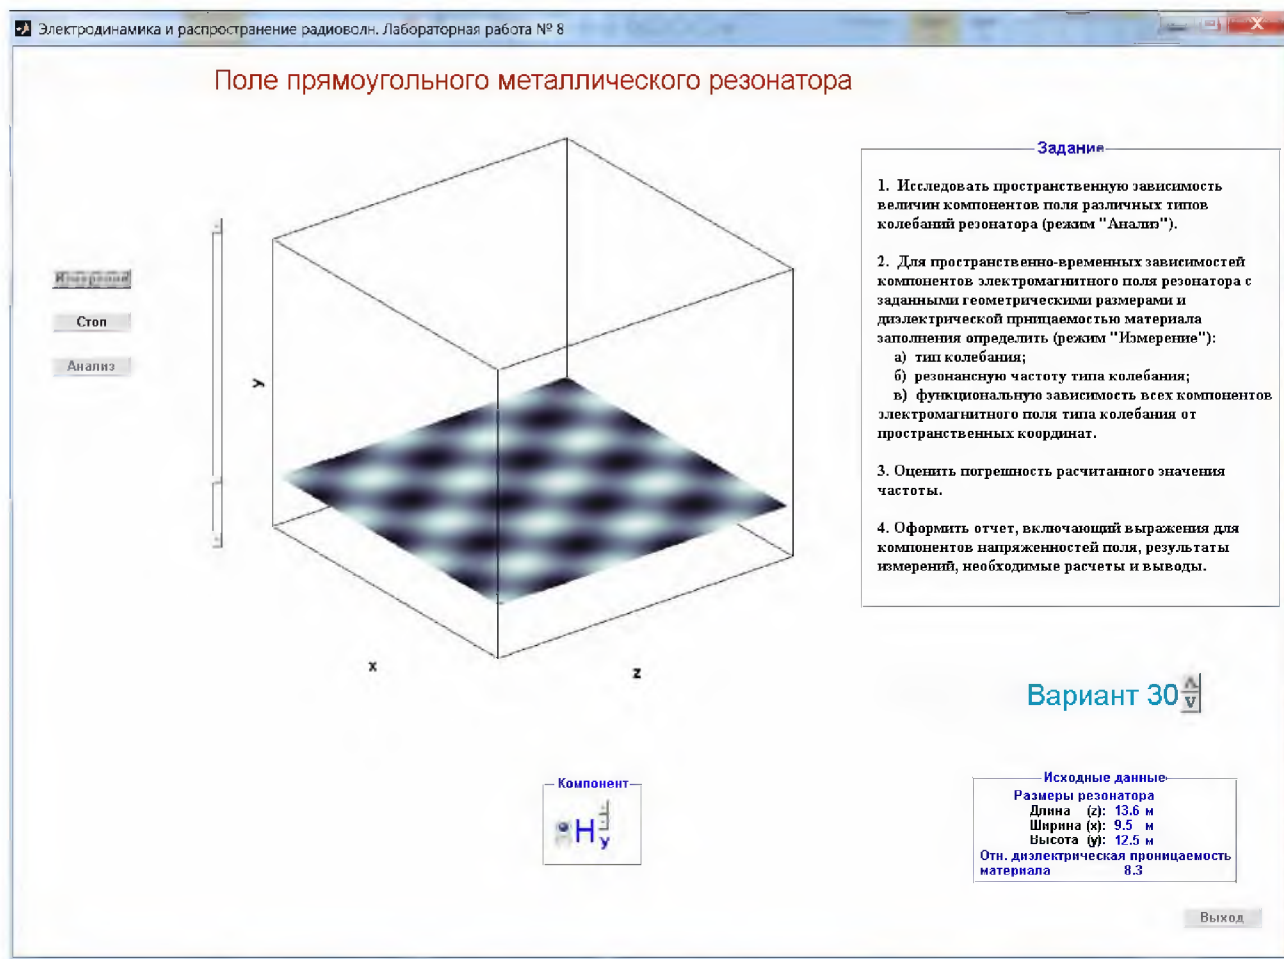 Электродинамика и распространение радиоволн. Лабораторная работа № 8
Поле прямоугольного металлического резонатора
Задание
1. Исследовать пространственную зависимость
величин компонентов поля различных типов
колебаний резонатора (режим "Анализ").
2. Для пространственно-временных зависимостей
компонентов электромагнитного поля резонатора с
заданными геометрическими размерами и
диэлектрической прницаемостью материала
заполнения определить (режим "Измерение"):
а) тип колебания;
б) резонансную частоту типа колебания;
в) функциональную зависимость всех компонентов
электромагнитного поля типа колебания от
пространственных координат.
3. Оценить погрешность расчитанного значения
частоты.
4. Оформить отчет, включающий выражения для
компонентов напряженностей поля, результаты
измерений, необходимые расчеты и выводы.
Стоп
Анализ
y
x
z
Вариант 30
Компонент
H y
Исходные данные
Размеры резонатора
Длина (z): 13.6 м
Ширина (x): 9.5 м
Высота (y): 12.5 м
Отн. диэлектрическая проницаемость
материала 8.3
Выход